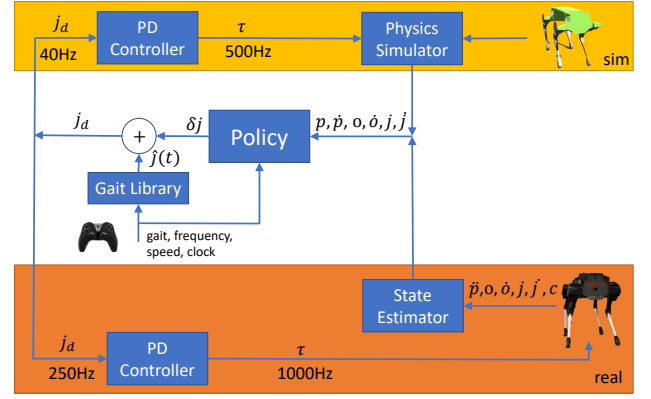 j_d
40Hz
PD
Controller
τ
500Hz
Physics
Simulator
sim
j_d
+
δj
Policy
p, ṗ, o, ȯ, j, j̇
ĵ(t)
Gait Library
gait, frequency,
speed, clock
State
Estimator
p̈,o, ȯ, j, j̇ , c
j_d
250Hz
PD
Controller
τ
1000Hz
real